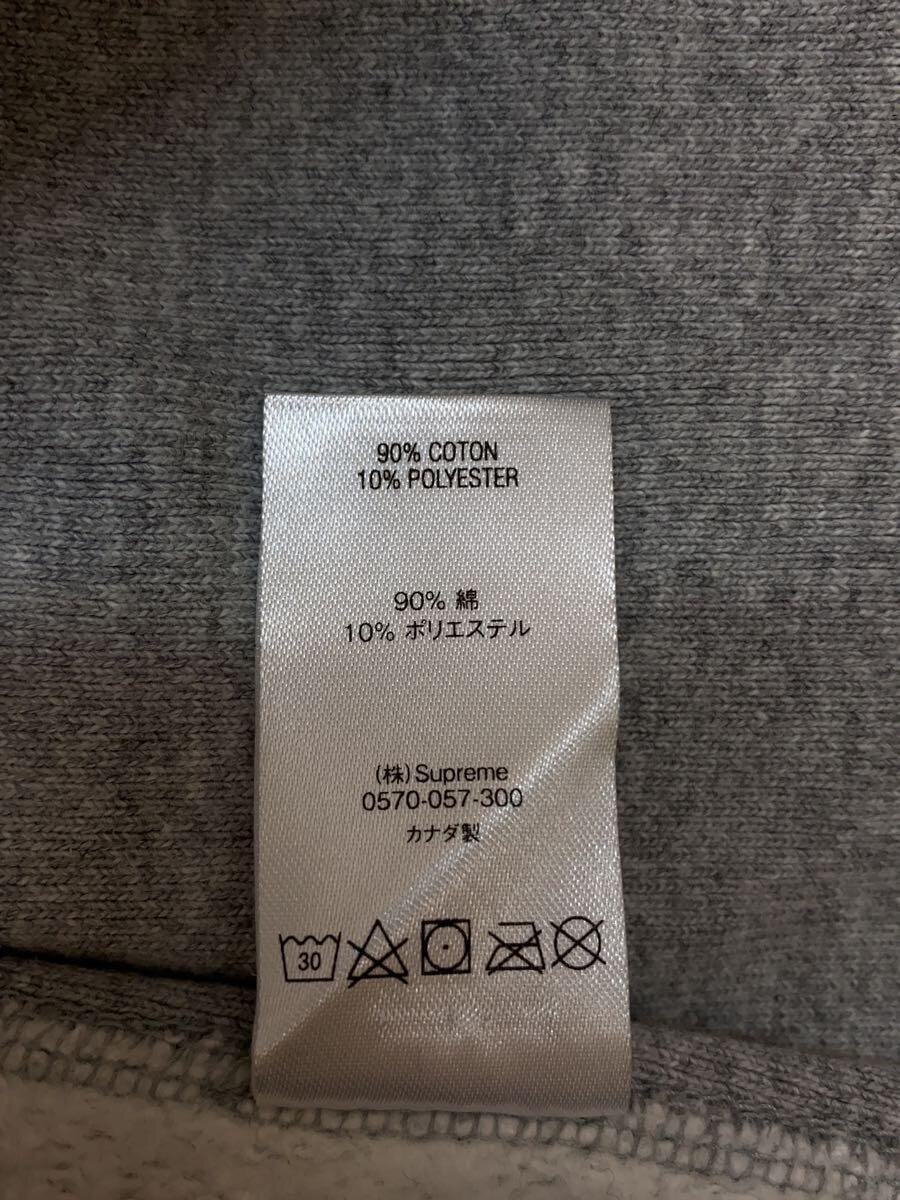 90% COTON
10% POLYESTER
90% 綿
10% ポリエステル
(株)Supreme
0570-057-300
カナダ製
30